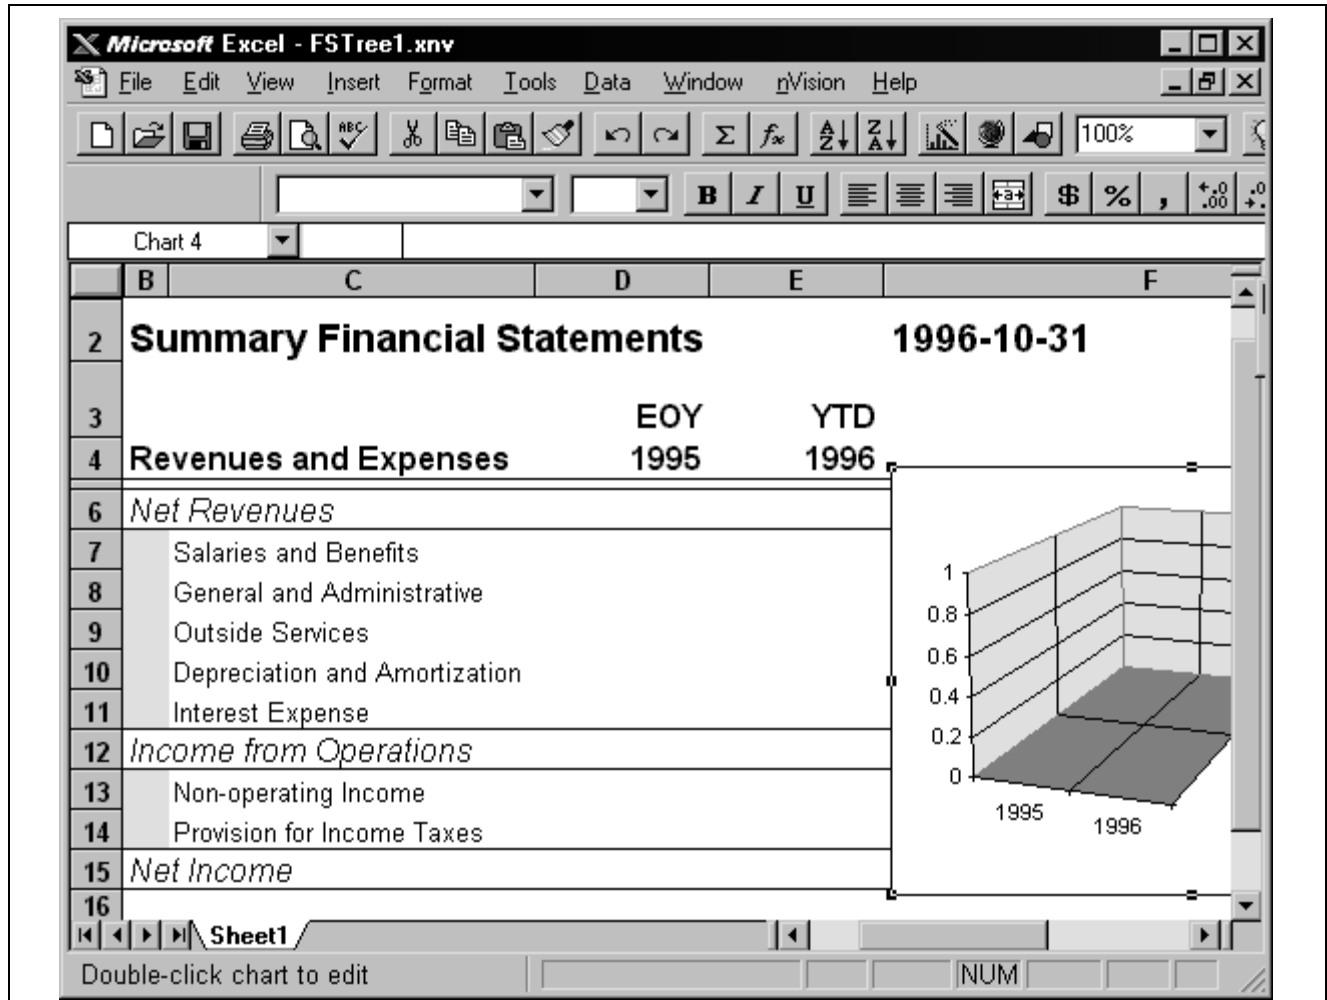 Microsoft Excel - FSTree1.xnv
File Edit View Insert Format Tools Data Window nVision Help
ABC Σ fx A Z Z A 100%
B I U a $ % , .00
Chart 4
B C D E F
2 Summary Financial Statements 1996-10-31
3 EOY YTD
4 Revenues and Expenses 1995 1996
6 Net Revenues
7 Salaries and Benefits
8 General and Administrative
9 Outside Services
10 Depreciation and Amortization
11 Interest Expense
12 Income from Operations
13 Non-operating Income
14 Provision for Income Taxes
15 Net Income
16
1
0.8
0.6
0.4
0.2
0
1995 1996
Sheet1
Double-click chart to edit NUM